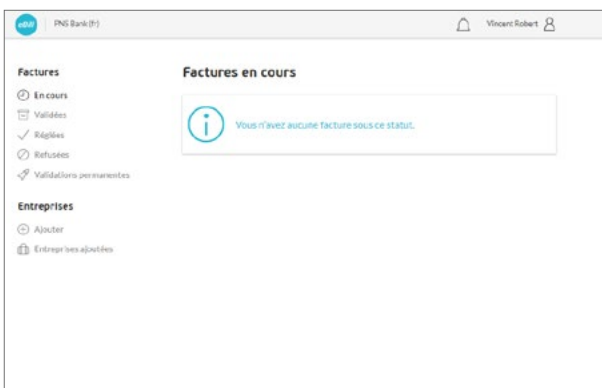 eBill PNS Bank (fr) Vincent Robert
Factures
En cours
Validées
Réglées
Refusées
Validations permanentes
Entreprises
Ajouter
Entreprises ajoutées
Factures en cours
Vous n'avez aucune facture sous ce statut.